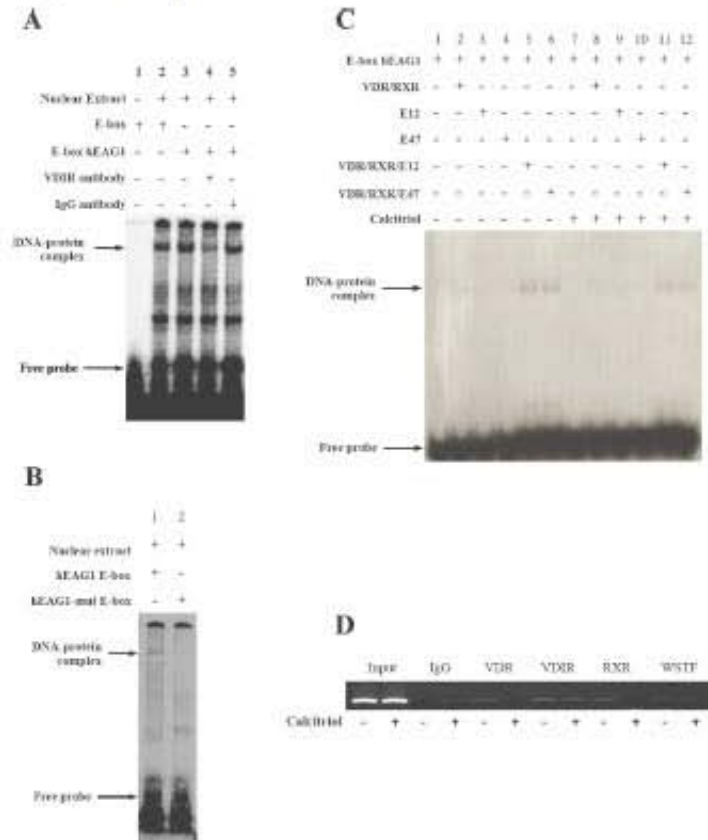 A
1 2 3 4 5
Nuclear Extract - + + + +
E-box + + - - -
E-box hEAG1 - - + + +
VDIR antibody - - - + -
IgG antibody - - - - +
DNA-protein
complex
Free probe
B
1 2
Nuclear extract + +
hEAG1 E-box + -
hEAG1-mut E-box - +
DNA protein
complex
Free probe
C
1 2 3 4 5 6 7 8 9 10 11 12
E-box hEAG1 + + + + + + + + + + + +
VDR/RXR - + - - - - - + - - - -
E12 - - + - - - - - + - - -
E47 - - - + - - - - - + - -
VDR/RXR/E12 - - - - + - - - - - + -
VDR/RXR/E47 - - - - - + - - - - - +
Calcitriol - - - - - - + + + + + +
DNA-protein
complex
Free probe
D
Input IgG VDR VDIR RXR WSTF
Calcitriol - + - + - + - + - + - +